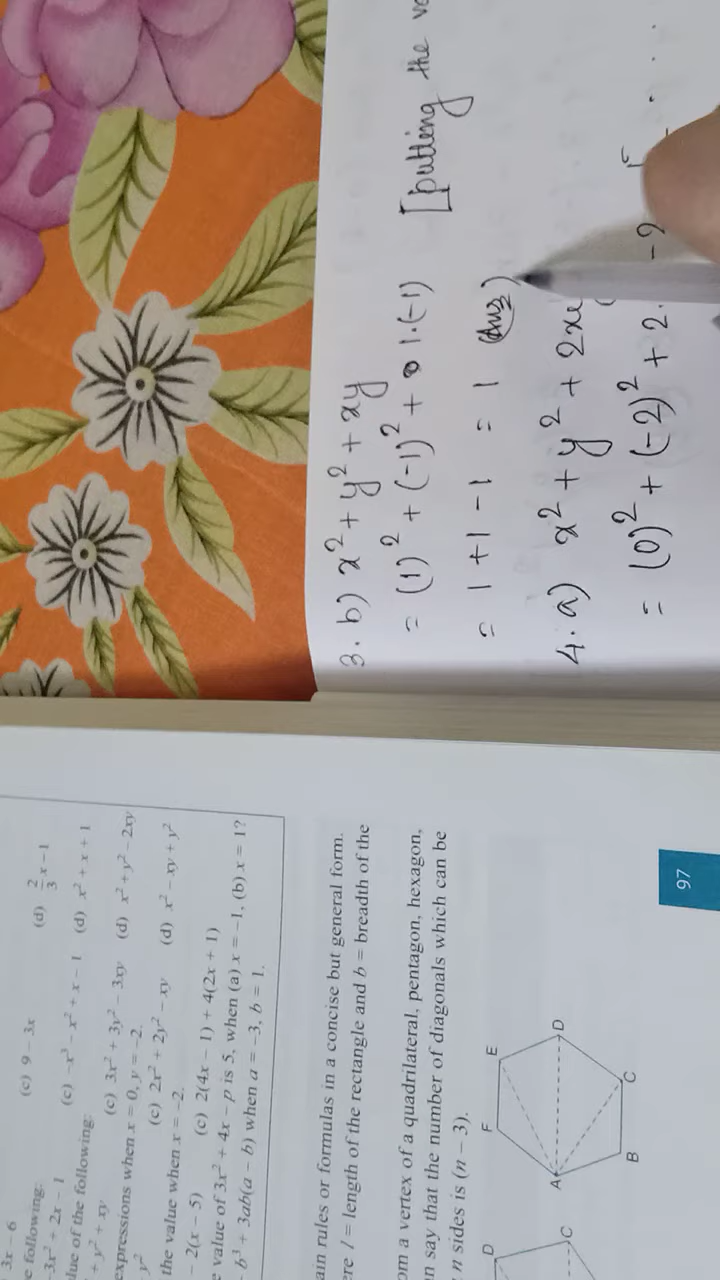 3. b) x² + y² + xy
= (1)² + (-1)² + 1.(-1) [putting the
= 1 + 1 - 1 = 1 (Ans)
4. a) x² + y² + 2x
= (0)² + (-2)² + 2. -2
3x - 6 (c) 9 - 3x (d) 2/3 x - 1
following:
3x² + 2x - 1 (c) -x³ - x² + x - 1 (d) x² + x + 1
of the following:
+ y² + xy (c) 3x² + 3y² - 3xy (d) x² + y² - 2xy
expressions when x = 0, y = -2.
y² (c) 2x² + 2y² - xy (d) x² - xy + y²
the value when x = -2.
- 2(x - 5) (c) 2(4x - 1) + 4(2x + 1)
value of 3x² + 4x - p is 5, when (a) x = -1, (b) x = 1?
- b³ + 3ab(a - b) when a = -3, b = 1.
rules or formulas in a concise but general form.
l = length of the rectangle and b = breadth of the
a vertex of a quadrilateral, pentagon, hexagon,
say that the number of diagonals which can be
n sides is (n - 3).
D
C
F
E
A
D
B
C
97